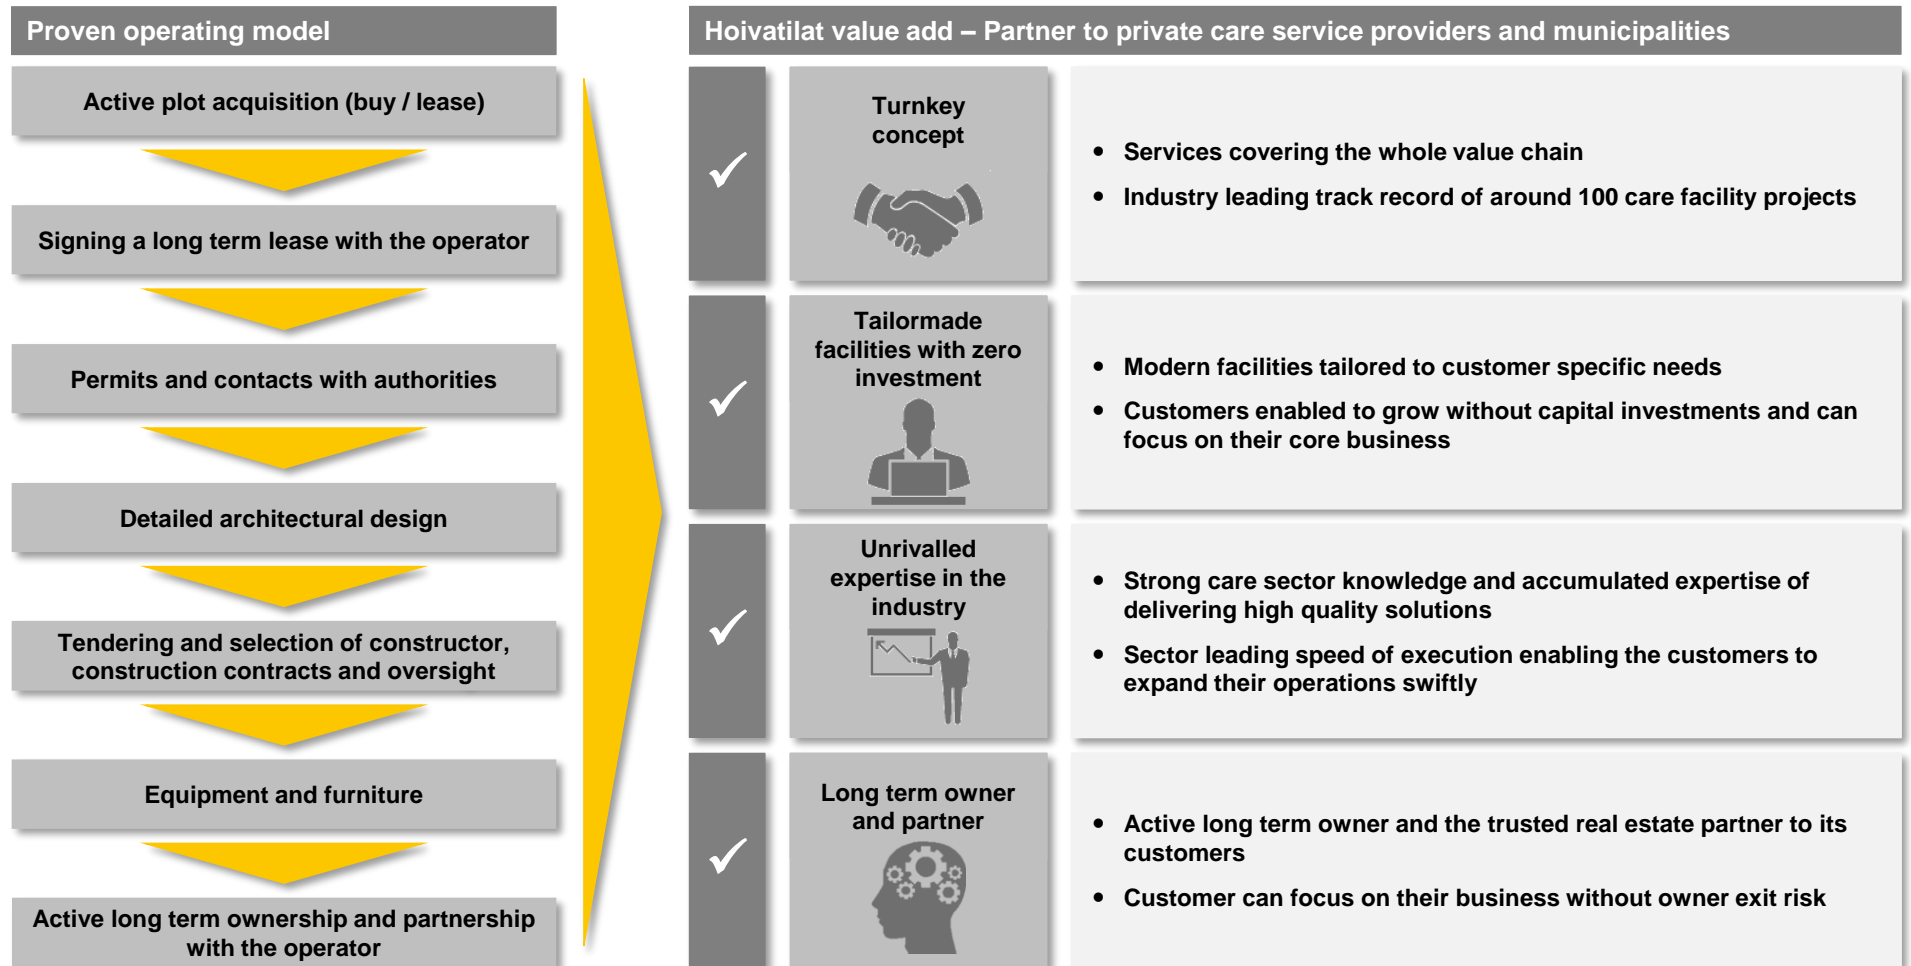 Proven operating model
Active plot acquisition (buy / lease)
Signing a long term lease with the operator
Permits and contacts with authorities
Detailed architectural design
Tendering and selection of constructor,
construction contracts and oversight
Equipment and furniture
Active long term ownership and partnership
with the operator
Hoivatilat value add – Partner to private care service providers and municipalities
Turnkey
concept
• Services covering the whole value chain
• Industry leading track record of around 100 care facility projects
Tailormade
facilities with zero
investment
• Modern facilities tailored to customer specific needs
• Customers enabled to grow without capital investments and can
focus on their core business
Unrivalled
expertise in the
industry
• Strong care sector knowledge and accumulated expertise of
delivering high quality solutions
• Sector leading speed of execution enabling the customers to
expand their operations swiftly
Long term owner
and partner
• Active long term owner and the trusted real estate partner to its
customers
• Customer can focus on their business without owner exit risk